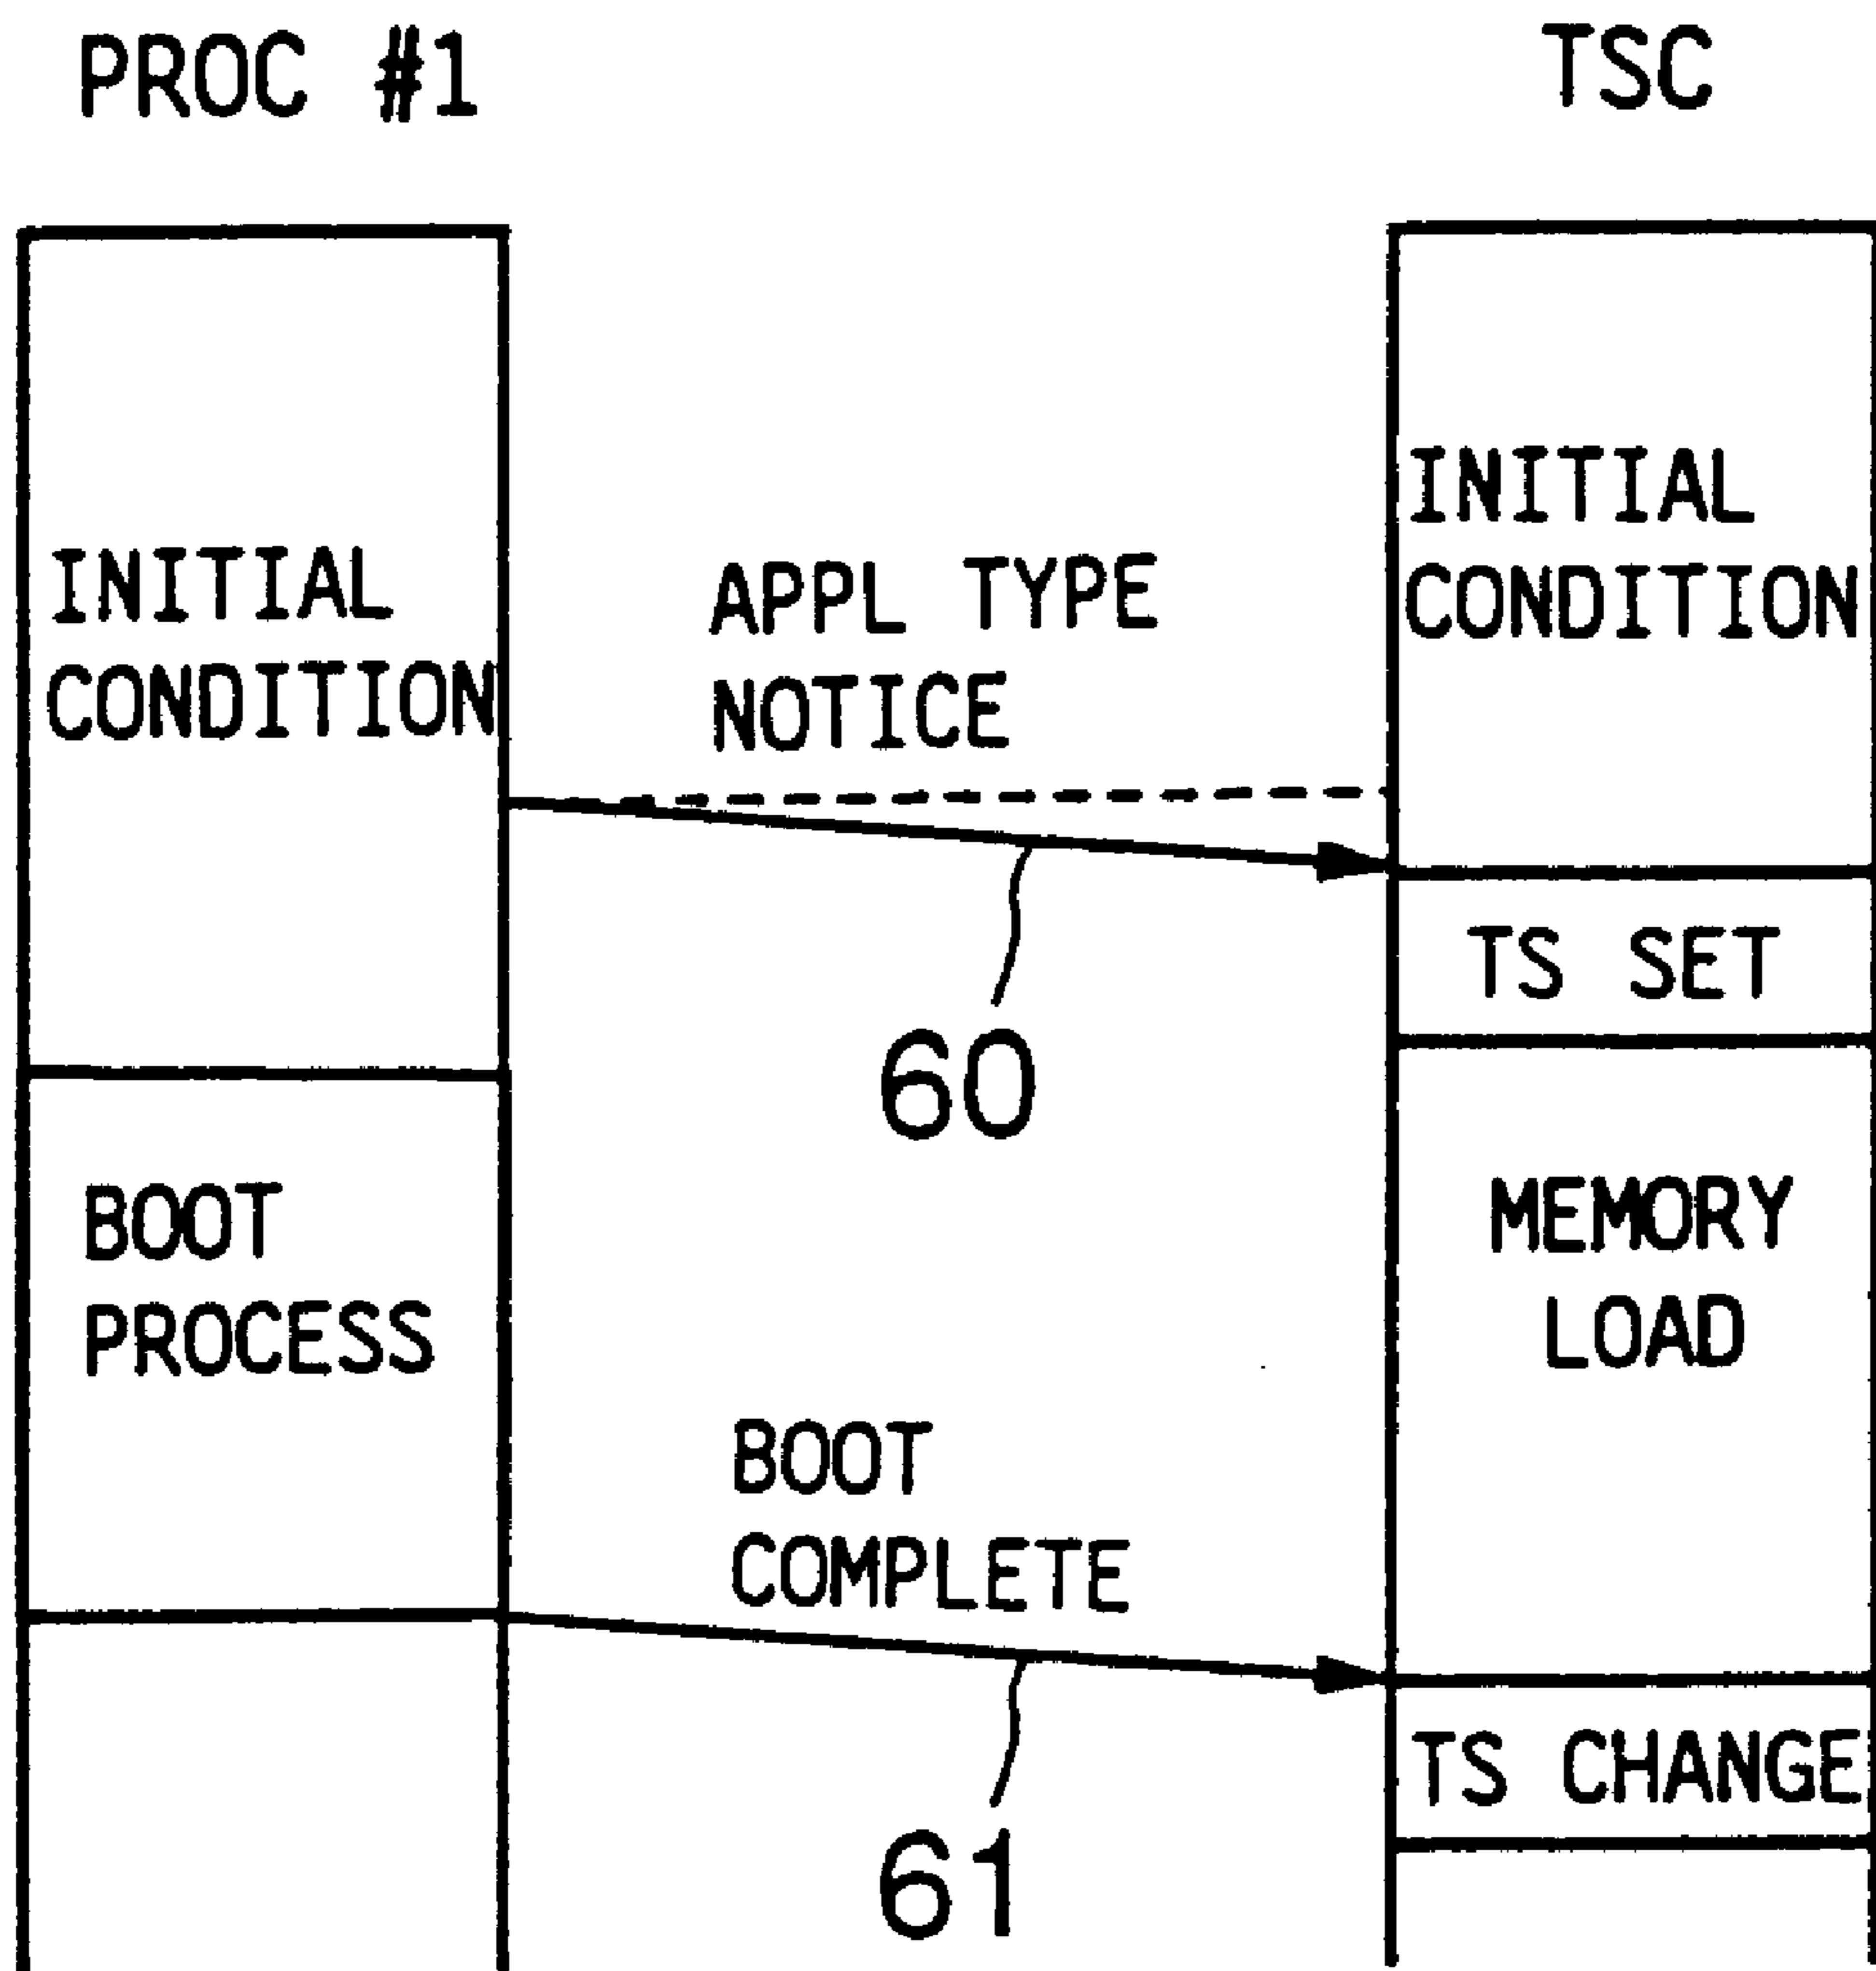 PROC #1
TSC
INITIAL
CONDITION
APPL TYPE
NOTICE
INITIAL
CONDITION
60
TS SET
BOOT
PROCESS
MEMORY
LOAD
BOOT
COMPLETE
61
TS CHANGE